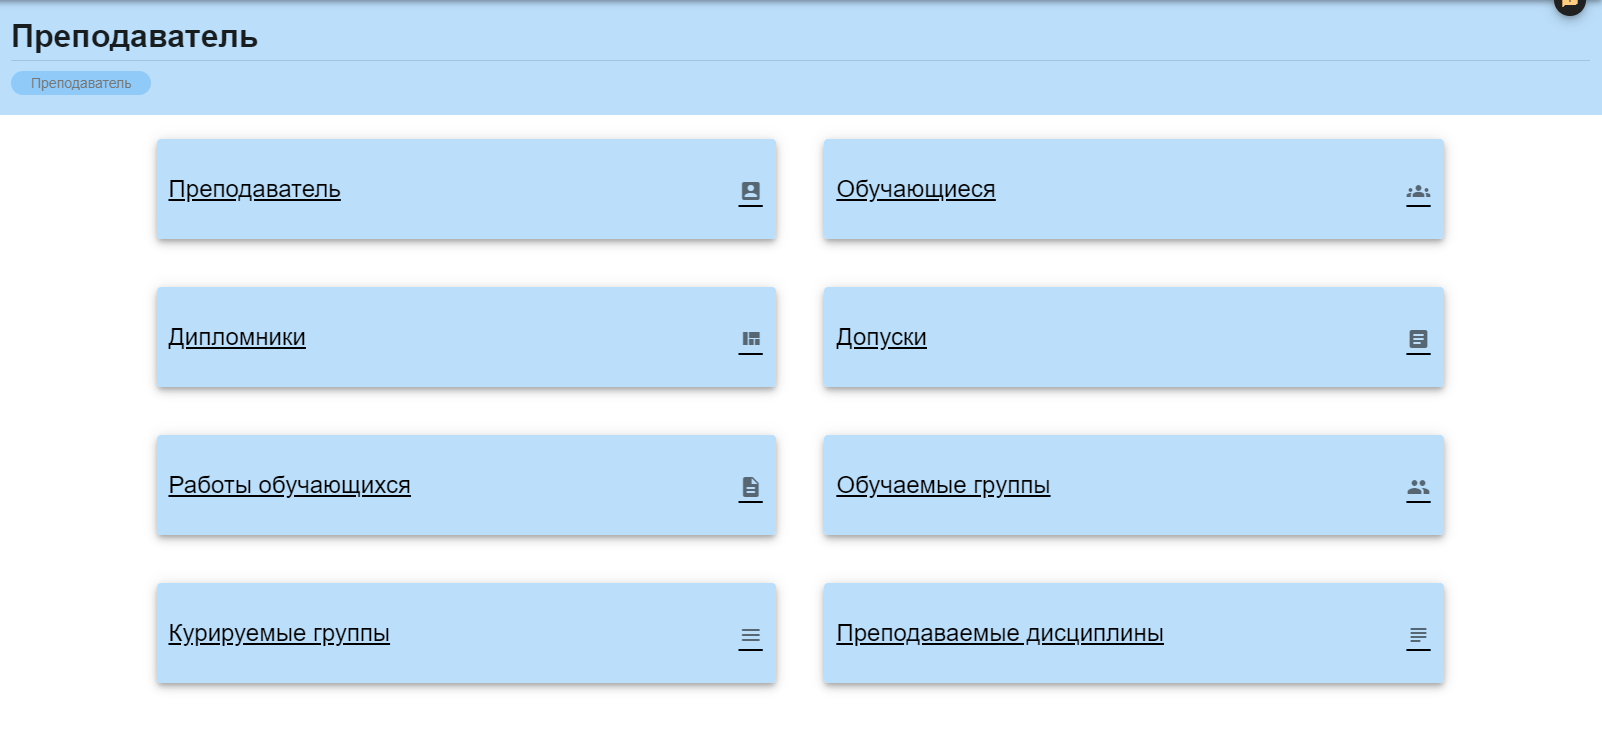 Преподаватель
Преподаватель
Преподаватель
Обучающиеся
Дипломники
Допуски
Работы обучающихся
Обучаемые группы
Курируемые группы
Преподаваемые дисциплины